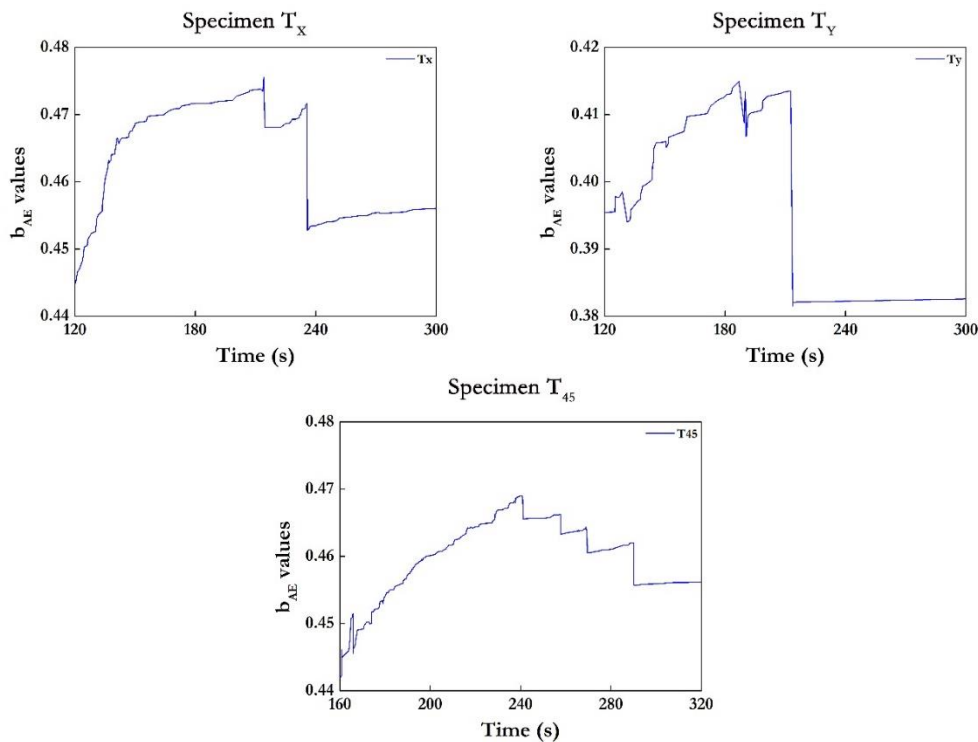 Specimen T_X
Tx
0.48
0.47
0.46
0.45
0.44
b_AE values
120
180
240
300
Time (s)
Specimen T_Y
Ty
0.42
0.41
0.40
0.39
0.38
b_AE values
120
180
240
300
Time (s)
Specimen T_45
T45
0.48
0.47
0.46
0.45
0.44
b_AE values
160
200
240
280
320
Time (s)